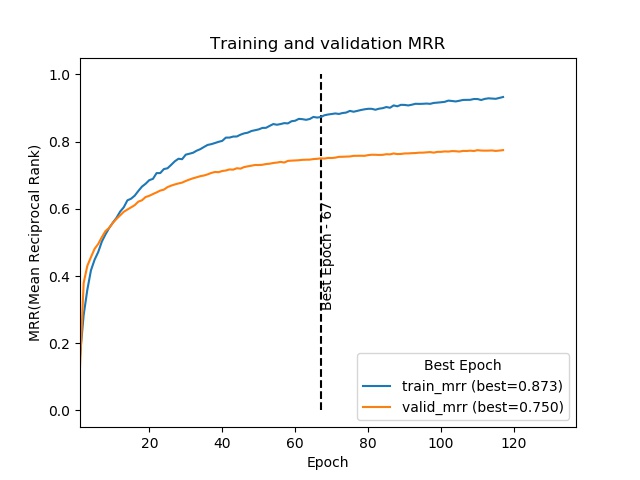 Training and validation MRR
MRR(Mean Reciprocal Rank)
1.0
0.8
0.6
0.4
0.2
0.0
Best Epoch - 67
Best Epoch
train_mrr (best=0.873)
valid_mrr (best=0.750)
20
40
60
80
100
120
Epoch